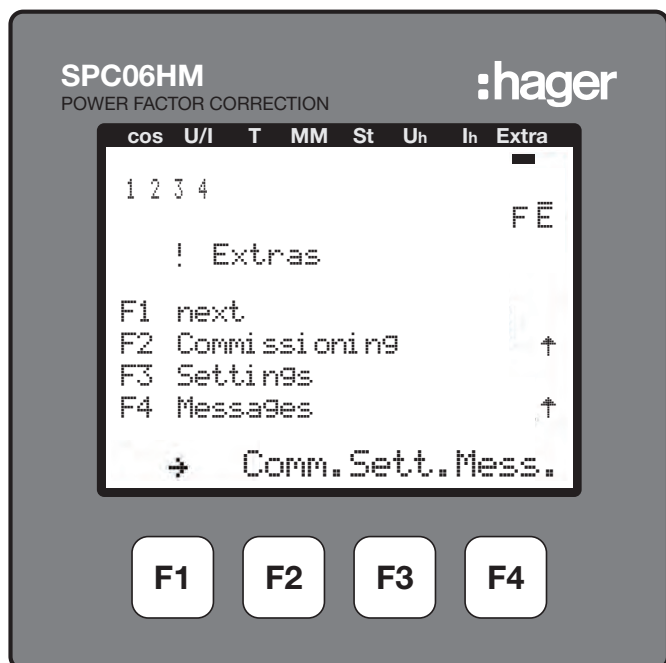 SPC06HM
:hager
POWER FACTOR CORRECTION
cos U/I T MM St Uh Ih Extra
1 2 3 4
F Ē
! Extras
F1 next
F2 Commissioning ↑
F3 Settings
F4 Messages ↑
→ Comm.Sett.Mess.
F1 F2 F3 F4